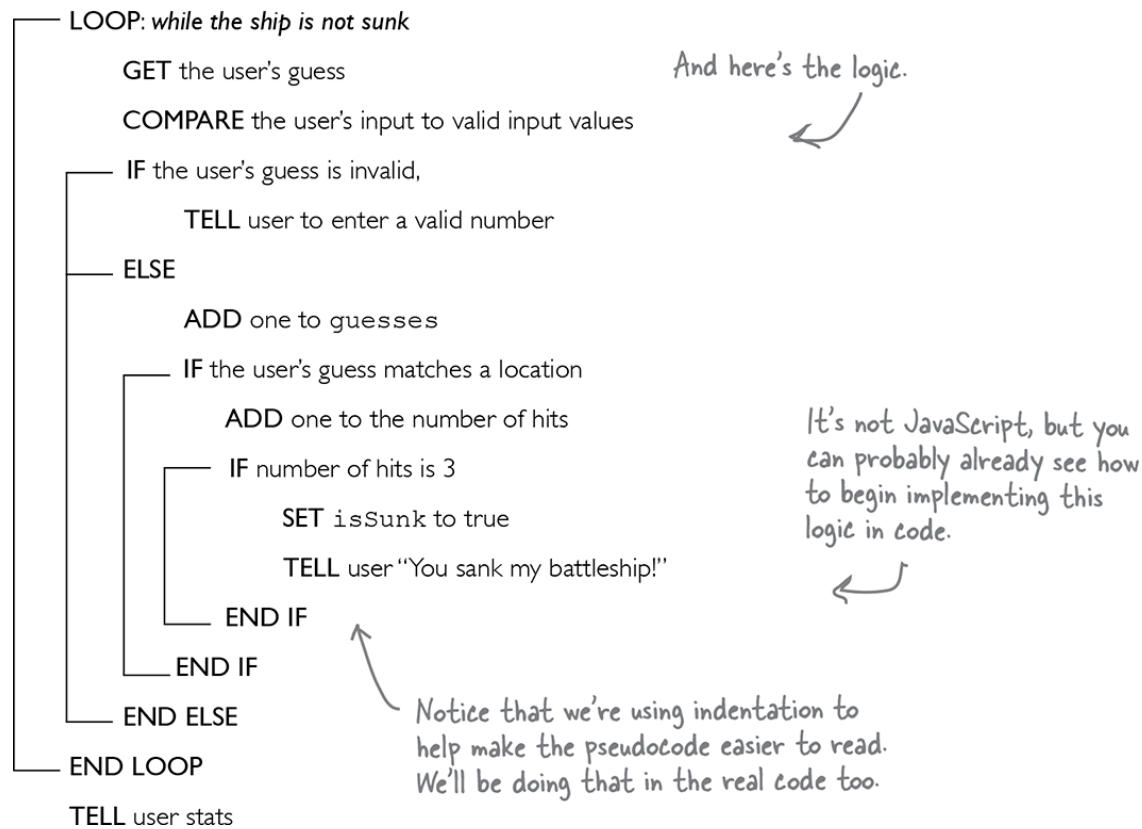 LOOP: while the ship is not sunk
GET the user's guess
And here's the logic.
COMPARE the user's input to valid input values
IF the user's guess is invalid,
TELL user to enter a valid number
ELSE
ADD one to guesses
IF the user's guess matches a location
ADD one to the number of hits
IF number of hits is 3
SET isSunk to true
TELL user “You sank my battleship!”
END IF
END IF
END ELSE
END LOOP
TELL user stats
It's not JavaScript, but you
can probably already see how
to begin implementing this
logic in code.
Notice that we're using indentation to
help make the pseudocode easier to read.
We'll be doing that in the real code too.